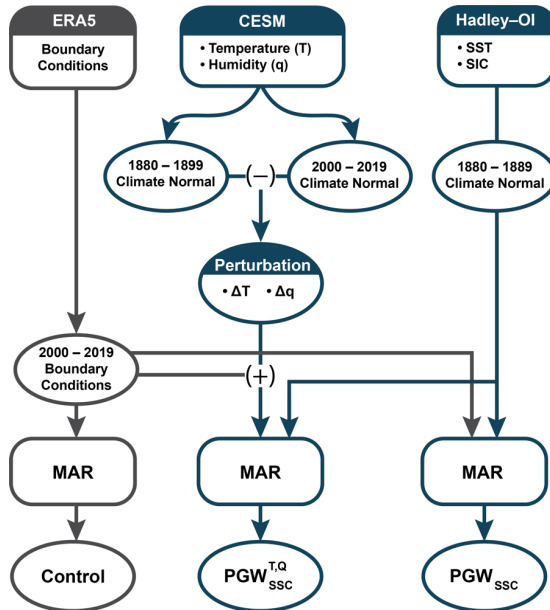 ERA5
Boundary
Conditions
CESM
• Temperature (T)
• Humidity (q)
Hadley–OI
• SST
• SIC
1880 – 1899
Climate Normal
(–)
2000 – 2019
Climate Normal
1880 – 1889
Climate Normal
Perturbation
• ΔT • Δq
2000 – 2019
Boundary
Conditions
(+)
MAR
MAR
MAR
Control
PGW T,Q SSC
PGW SSC